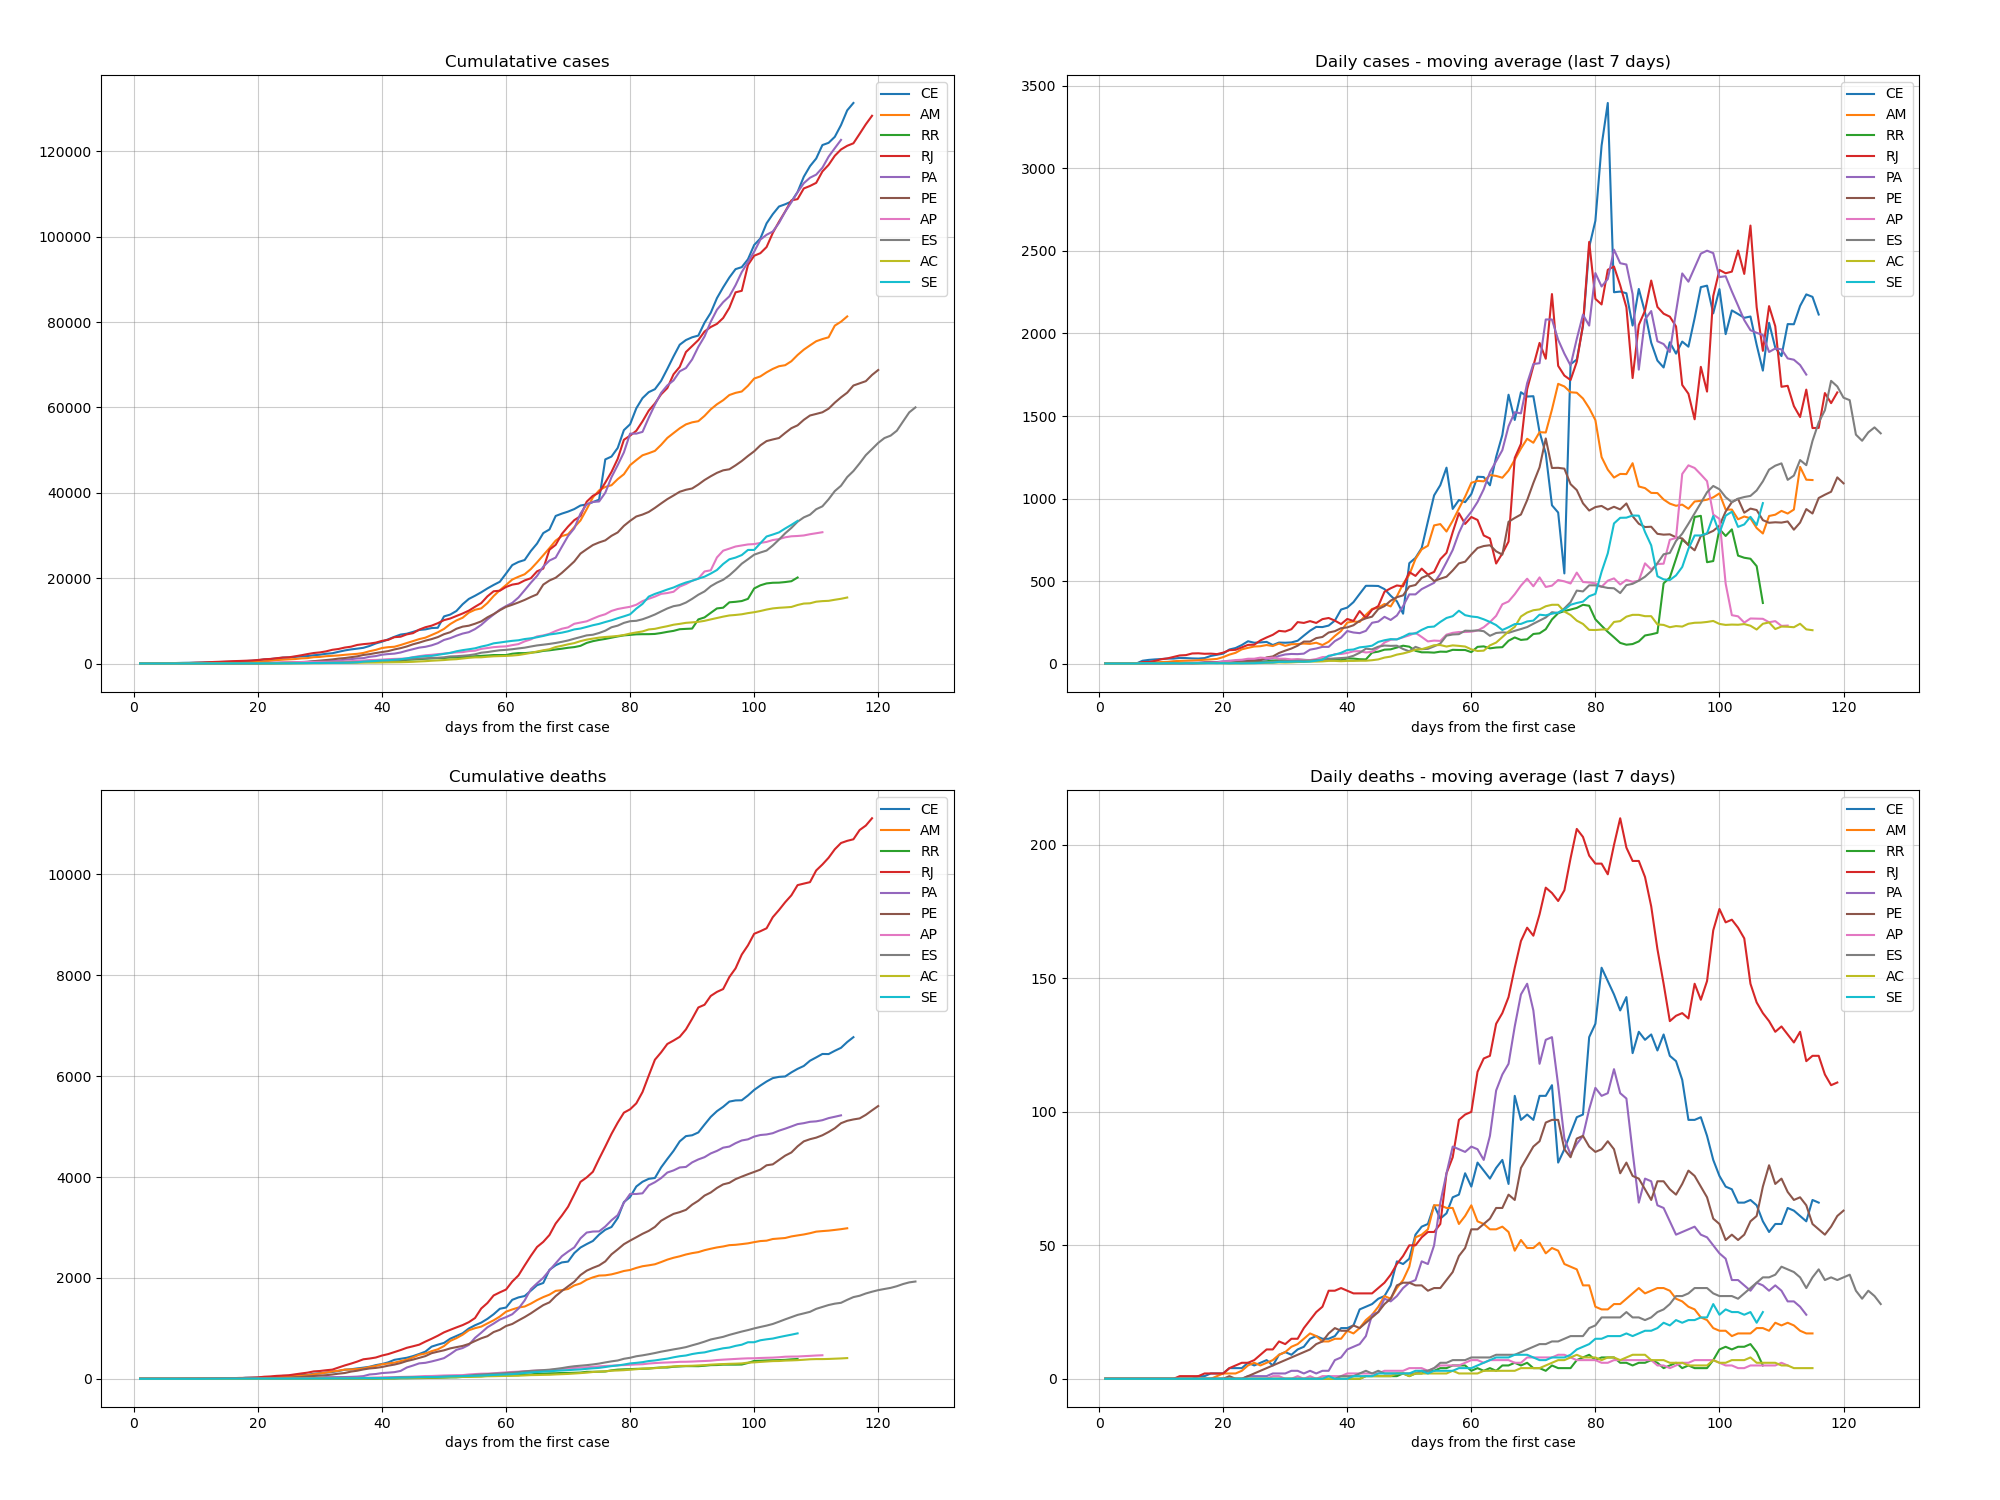 Cumulatative cases
120000
100000
80000
60000
40000
20000
0
0 20 40 60 80 100 120
days from the first case
CE
AM
RR
RJ
PA
PE
AP
ES
AC
SE
Daily cases - moving average (last 7 days)
3500
3000
2500
2000
1500
1000
500
0
0 20 40 60 80 100 120
days from the first case
CE
AM
RR
RJ
PA
PE
AP
ES
AC
SE
Cumulative deaths
10000
8000
6000
4000
2000
0
0 20 40 60 80 100 120
days from the first case
CE
AM
RR
RJ
PA
PE
AP
ES
AC
SE
Daily deaths - moving average (last 7 days)
200
150
100
50
0
0 20 40 60 80 100 120
days from the first case
CE
AM
RR
RJ
PA
PE
AP
ES
AC
SE